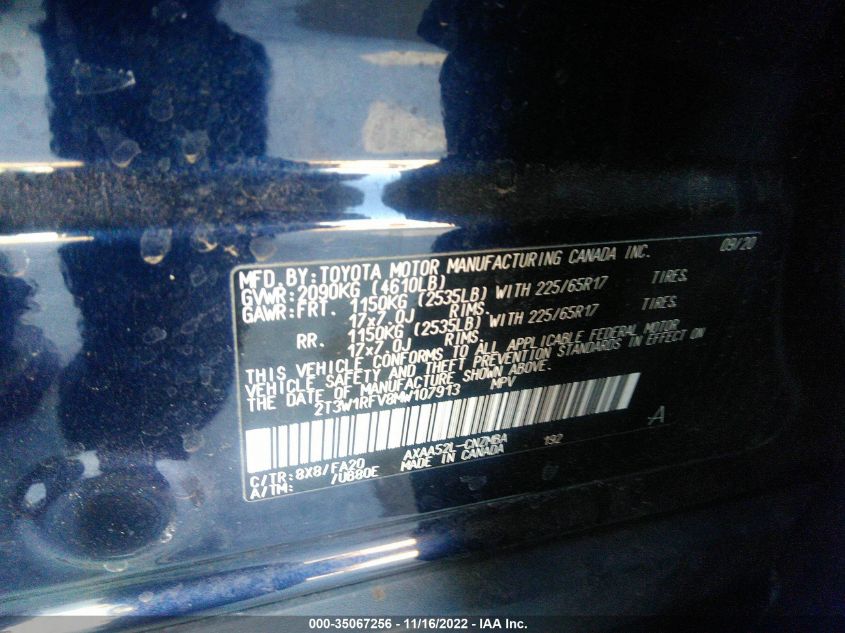 MFD. BY: TOYOTA MOTOR MANUFACTURING CANADA INC. 09/20
GVWR: 2090KG (4610LB)
GAWR: FRT. 1150KG (2535LB) WITH 225/65R17 TIRES
17x7.0J RIMS.
RR. 1150KG (2535LB) WITH 225/65R17 TIRES.
17x7.0J RIMS.
THIS VEHICLE CONFORMS TO ALL APPLICABLE FEDERAL MOTOR
VEHICLE SAFETY AND THEFT PREVENTION STANDARDS IN EFFECT ON
THE DATE OF MANUFACTURE SHOWN ABOVE.
2T3W1RFV8MW107913 MPV
AXAA52L-CNZMBA 192 A
C/TR: 8X8/FA20 MADE IN CANADA
A/TM: /UB80E
000-35067256 - 11/16/2022 - IAA Inc.